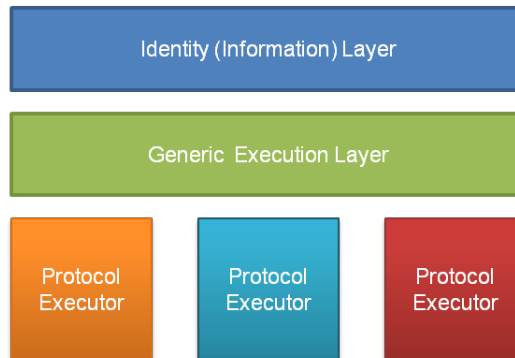 Identity (Information) Layer
Generic Execution Layer
Protocol
Executor
Protocol
Executor
Protocol
Executor